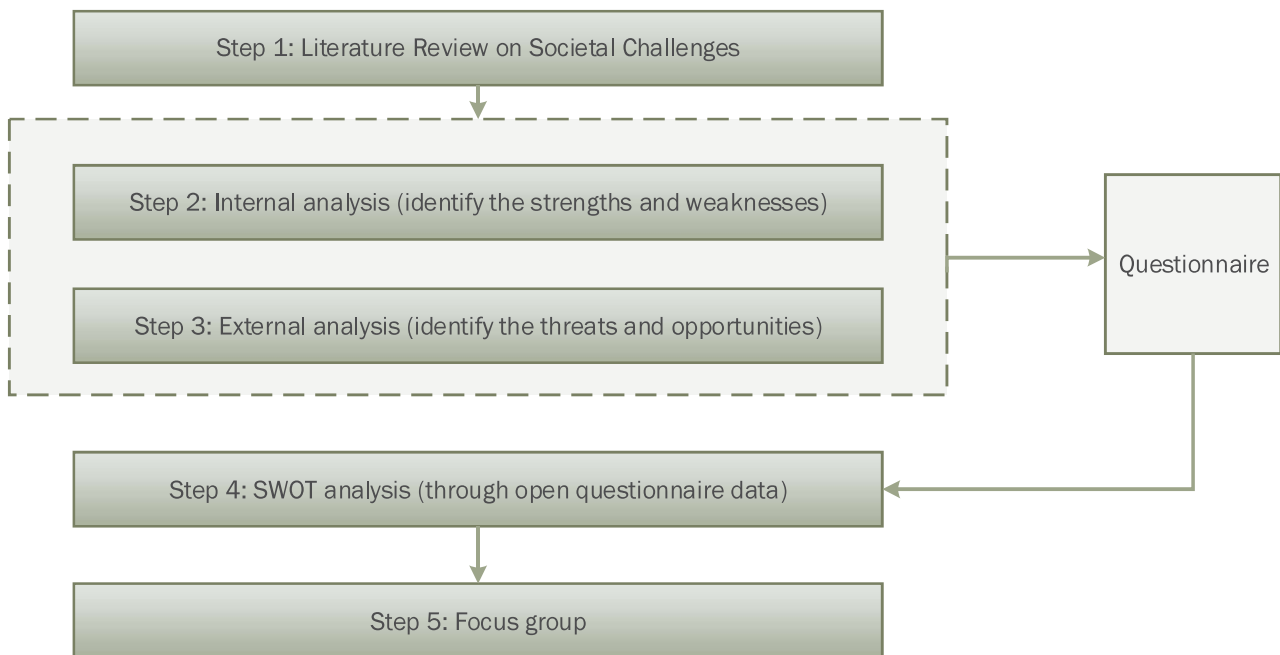 Step 1: Literature Review on Societal Challenges
Step 2: Internal analysis (identify the strengths and weaknesses)
Step 3: External analysis (identify the threats and opportunities)
Questionnaire
Step 4: SWOT analysis (through open questionnaire data)
Step 5: Focus group